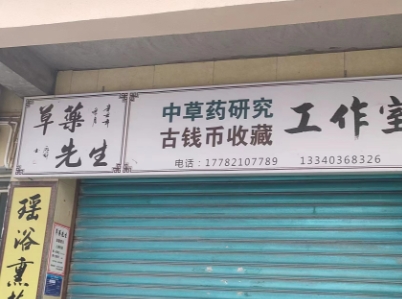 草藥
先生
中草药研究
古钱币收藏
工作室
电话：17782107789 13340368326
瑶浴熏蒸